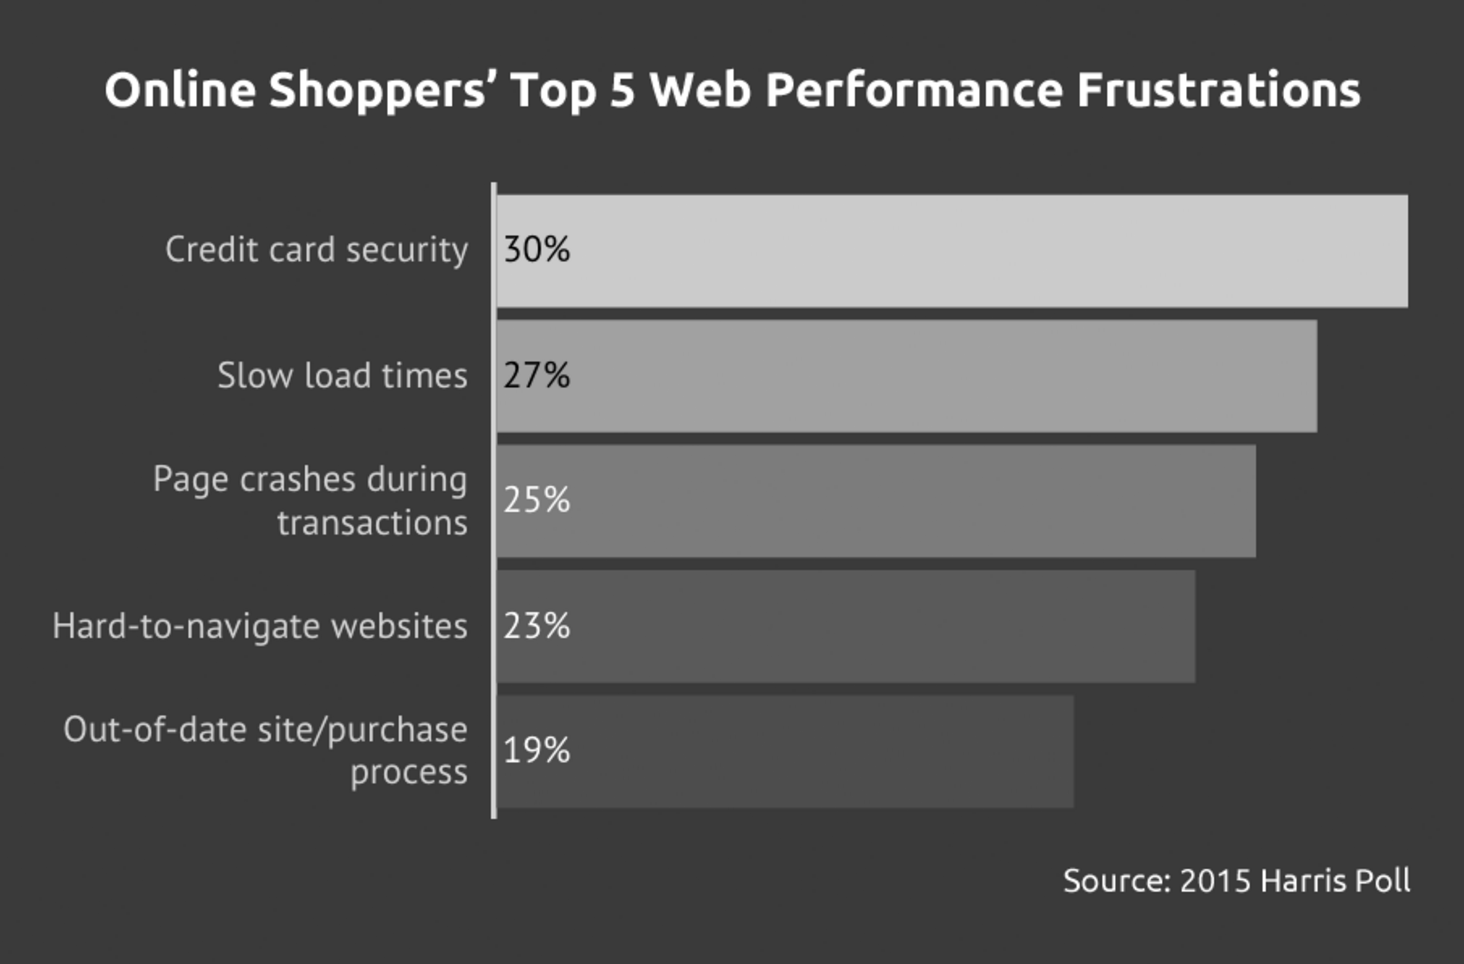 Online Shoppers’ Top 5 Web Performance Frustrations
Credit card security
30%
Slow load times
27%
Page crashes during
transactions
25%
Hard-to-navigate websites
23%
Out-of-date site/purchase
process
19%
Source: 2015 Harris Poll